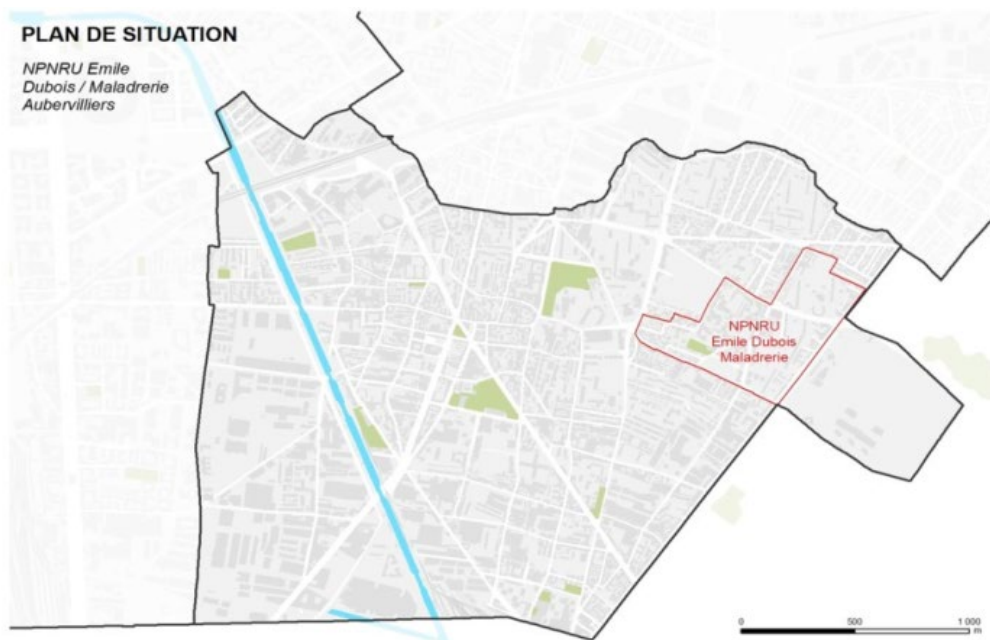 PLAN DE SITUATION
NPNRU Emile
Dubois / Maladrerie
Aubervilliers
NPNRU
Emile Dubois
Maladrerie
0 500 1 000
m